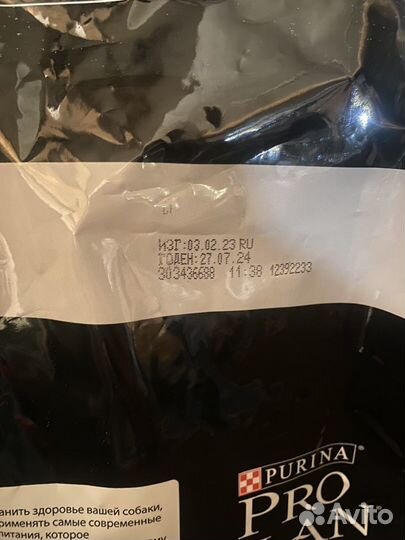 ИЗГ:03.02.23 RU
ГОДЕН:27.07.24
303436698 11:38 12392233
PURINA®
PRO
PLAN®
анить здоровье вашей собаки,
рименять самые современные
питания, которое
Avito